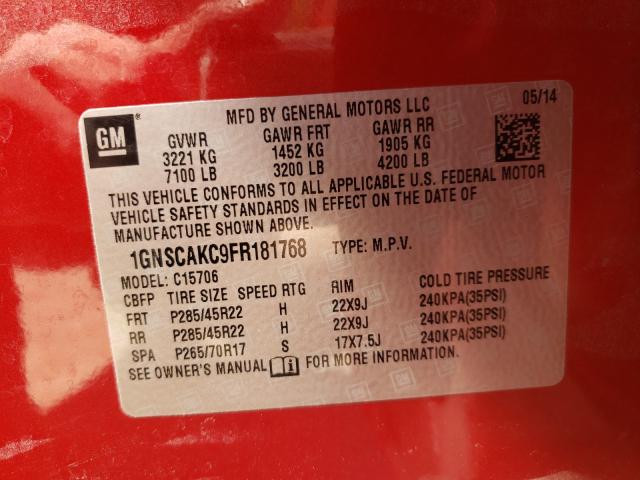 GM
®
MFD BY GENERAL MOTORS LLC
05/14
GVWR GAWR FRT GAWR RR
3221 KG 1452 KG 1905 KG
7100 LB 3200 LB 4200 LB
THIS VEHICLE CONFORMS TO ALL APPLICABLE U.S. FEDERAL MOTOR
VEHICLE SAFETY STANDARDS IN EFFECT ON THE DATE OF
MANUFACTURE SHOWN ABOVE.
1GNSCAKC9FR181768 TYPE: M.P.V.
MODEL: C15706
CBFP TIRE SIZE SPEED RTG RIM COLD TIRE PRESSURE
FRT P285/45R22 H 22X9J 240KPA(35PSI)
RR P285/45R22 H 22X9J 240KPA(35PSI)
SPA P265/70R17 S 17X7.5J 240KPA(35PSI)
SEE OWNER'S MANUAL i FOR MORE INFORMATION.